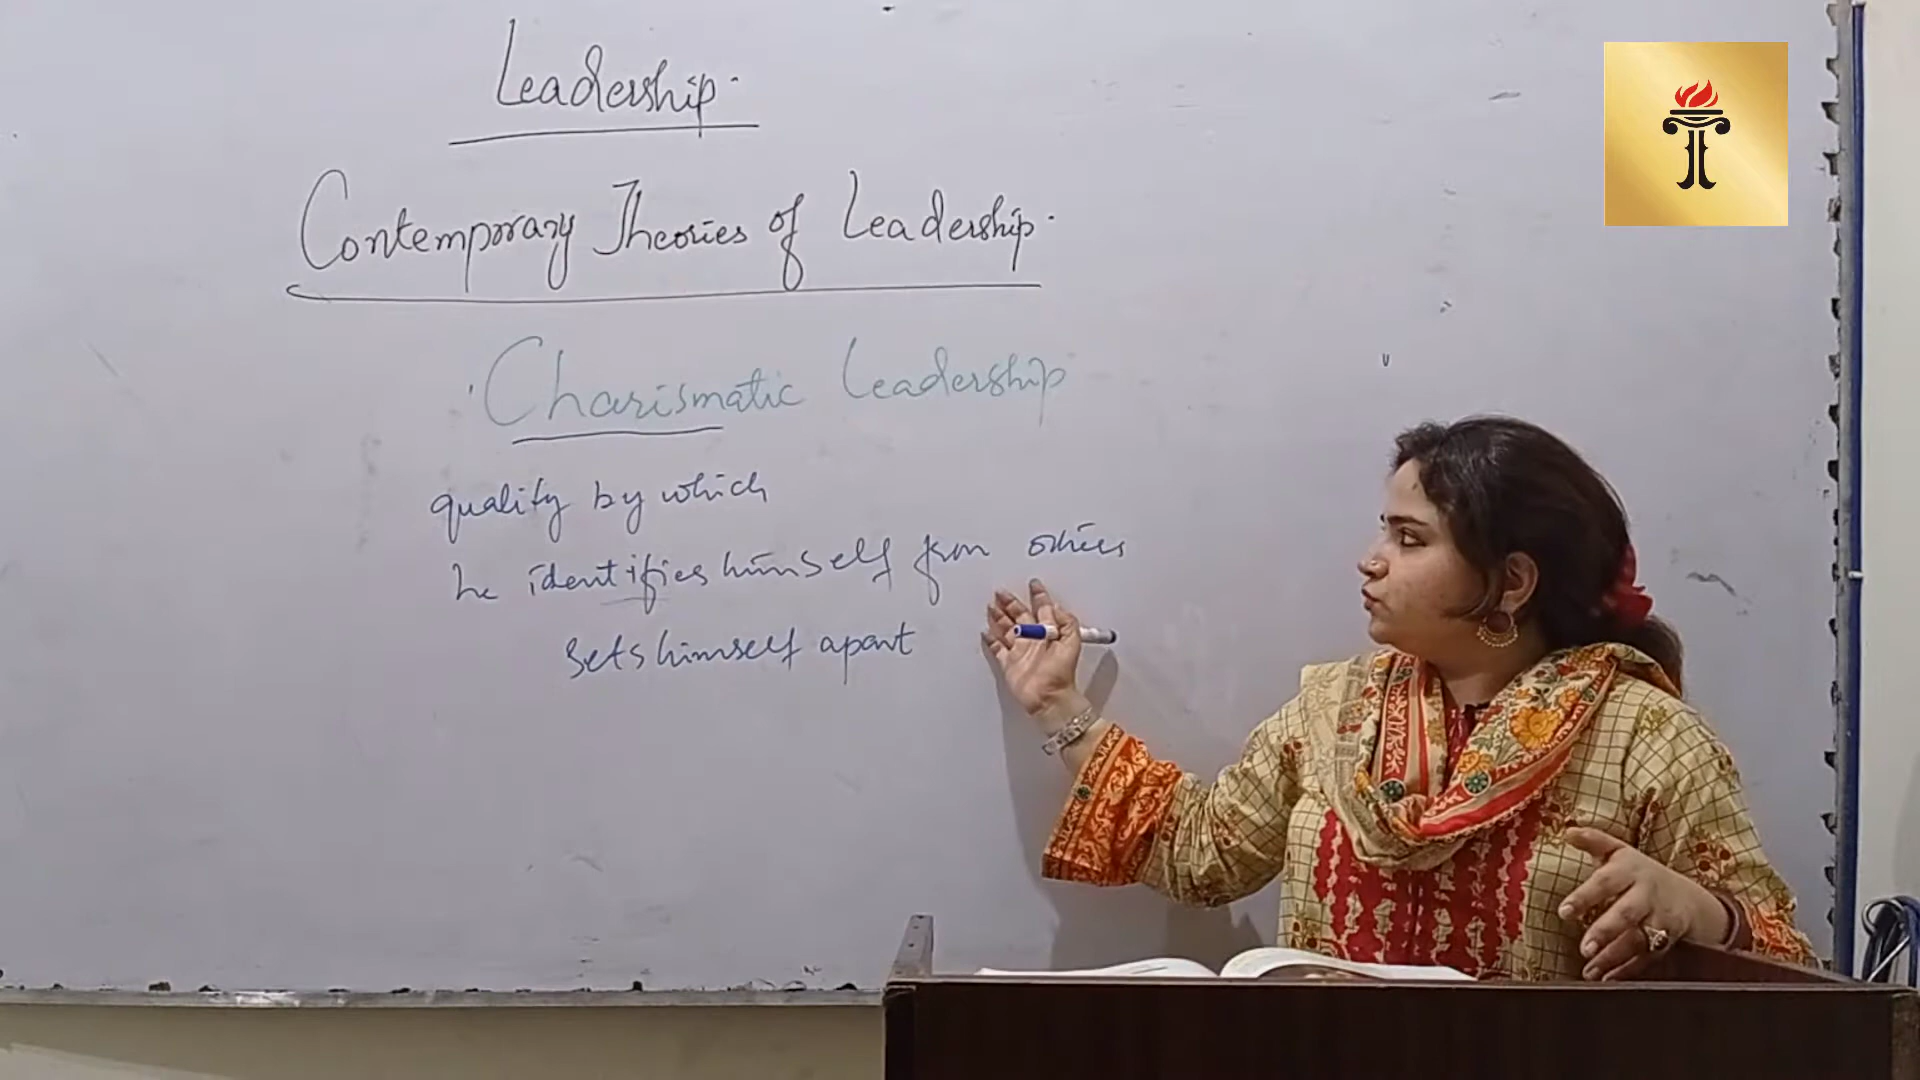 Leadership.
Contemporary Theories of Leadership.
Charismatic Leadership
quality by which
he identifies himself from others
sets himself apart